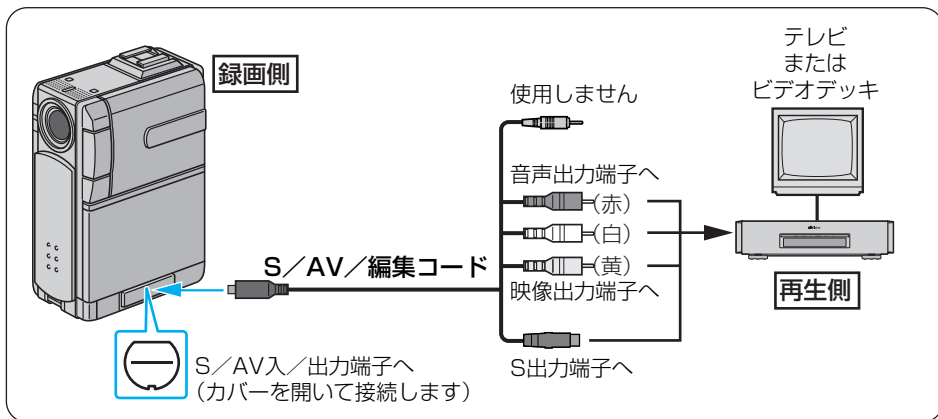 録画側
使用しません
音声出力端子へ
(赤)
(白)
(黄)
映像出力端子へ
S出力端子へ
S／AV／編集コード
S／AV入／出力端子へ
（カバーを開いて接続します）
テレビ
または
ビデオデッキ
再生側